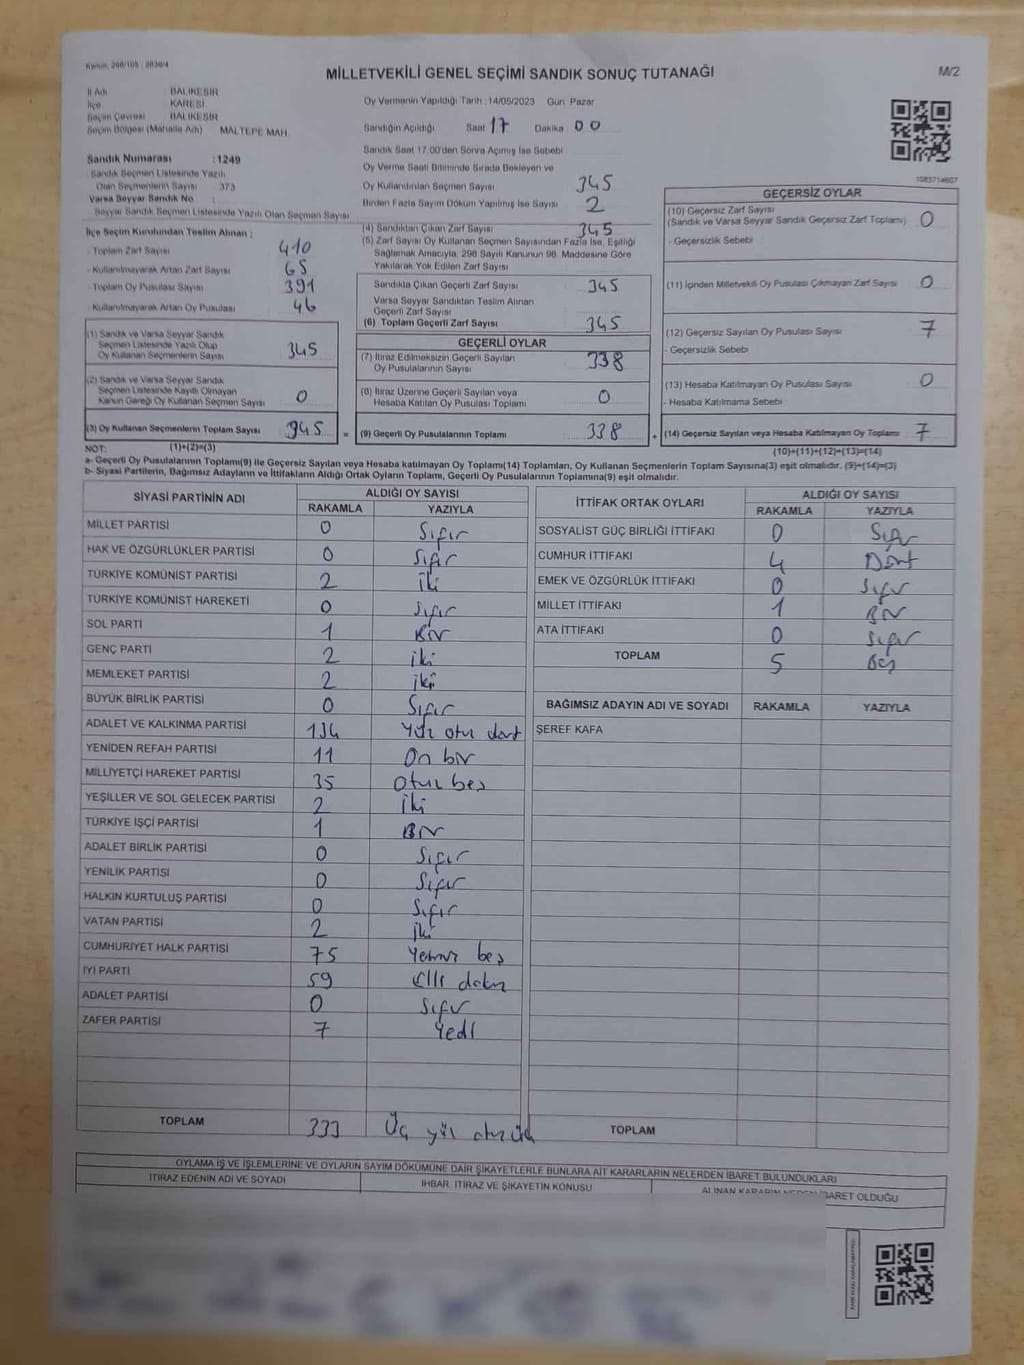 MİLLETVEKİLİ GENEL SEÇİMİ SANDIK SONUÇ TUTANAĞI
M/2
İl Adı BALIKESİR
İlçe KARESİ
Seçim Çevresi BALIKESİR
Seçim Bölgesi (Mahalle Adı) MALTEPE MAH.
Sandık Numarası :1249
Sandık Seçmen Listesinde Yazılı
Olan Seçmenlerin Sayısı 373
Varsa Seyyar Sandık No :
Seyyar Sandık Seçmen Listesinde Yazılı Olan Seçmen Sayısı
İlçe Seçim Kurulundan Teslim Alınan :
- Toplam Zarf Sayısı 410
- Kullanılmayarak Artan Zarf Sayısı 65
- Toplam Oy Pusulası Sayısı 391
- Kullanılmayarak Artan Oy Pusulası 46
Oy Vermenin Yapıldığı Tarih :14/05/2023 Gün Pazar
Sandığın Açıldığı Saat 17 Dakika 00
Sandık Saat 17.00'den Sonra Açımış İse Sebebi
Oy Verme Saati Bitiminde Sırada Bekleyen ve
Oy Kullandırılan Seçmen Sayısı 345
Birden Fazla Sayım Döküm Yapılmış İse Sayısı 2
(4) Sandıktan Çıkan Zarf Sayısı 345
(5) Zarf Sayısı Oy Kullanan Seçmen Sayısından Fazla İse, Eşitliği
Sağlamak Amacıyla, 298 Sayılı Kanunun 98. Maddesine Göre
Yakılarak Yok Edilen Zarf Sayısı
Sandıkta Çıkan Geçerli Zarf Sayısı 345
Varsa Seyyar Sandıktan Teslim Alınan
Geçerli Zarf Sayısı
(6) Toplam Geçerli Zarf Sayısı 345
(1) Sandık ve Varsa Seyyar Sandık
Seçmen Listesinde Yazılı Olup
Oy Kullanan Seçmenlerin Sayısı 345
(2) Sandık ve Varsa Seyyar Sandık
Seçmen Listesinde Kayıtlı Olmayan
Kanun Gereği Oy Kullanan Seçmen Sayısı 0
(3) Oy Kullanan Seçmenlerin Toplam Sayısı 345 =
GEÇERLİ OYLAR
(7) İtiraz Edilmeksizin Geçerli Sayılan
Oy Pusulalarının Sayısı 338
(8) İtiraz Üzerine Geçerli Sayılan veya
Hesaba Katılan Oy Pusulası Toplamı 0
(9) Geçerli Oy Pusulalarının Toplamı 338 +
1083714607
GEÇERSİZ OYLAR
(10) Geçersiz Zarf Sayısı
(Sandık ve Varsa Seyyar Sandık Geçersiz Zarf Toplamı) 0
- Geçersizlik Sebebi
(11) İçinden Milletvekili Oy Pusulası Çıkmayan Zarf Sayısı 0
(12) Geçersiz Sayılan Oy Pusulası Sayısı 7
- Geçersizlik Sebebi
(13) Hesaba Katılmayan Oy Pusulası Sayısı 0
- Hesaba Katılmama Sebebi
(14) Geçersiz Sayılan veya Hesaba Katılmayan Oy Toplamı 7
NOT: (1)+(2)=(3) (10)+(11)+(12)+(13)=(14)
a- Geçerli Oy Pusulalarının Toplamı(9) ile Geçersiz Sayılan veya Hesaba katılmayan Oy Toplamı(14) Toplamları, Oy Kullanan Seçmenlerin Toplam Sayısına(3) eşit olmalıdır. (9)+(14)=(3)
b- Siyasi Partilerin, Bağımsız Adayların ve İttifakların Aldığı Ortak Oyların Toplamı, Geçerli Oy Pusulalarının Toplamına(9) eşit olmalıdır.
SİYASİ PARTİNİN ADI ALDIĞI OY SAYISI
RAKAMLA YAZIYLA
MİLLET PARTİSİ 0 Sıfır
HAK VE ÖZGÜRLÜKLER PARTİSİ 0 Sıfır
TÜRKİYE KOMÜNİST PARTİSİ 2 İki
TÜRKİYE KOMÜNİST HAREKETİ 0 Sıfır
SOL PARTİ 1 Bir
GENÇ PARTİ 2 İki
MEMLEKET PARTİSİ 2 İki
BÜYÜK BİRLİK PARTİSİ 0 Sıfır
ADALET VE KALKINMA PARTİSİ 134 Yüz otuz dört
YENİDEN REFAH PARTİSİ 11 On bir
MİLLİYETÇİ HAREKET PARTİSİ 35 Otuz beş
YEŞİLLER VE SOL GELECEK PARTİSİ 2 İki
TÜRKİYE İŞÇİ PARTİSİ 1 Bir
ADALET BİRLİK PARTİSİ 0 Sıfır
YENİLİK PARTİSİ 0 Sıfır
HALKIN KURTULUŞ PARTİSİ 0 Sıfır
VATAN PARTİSİ 2 İki
CUMHURİYET HALK PARTİSİ 75 Yetmiş beş
İYİ PARTİ 59 Elli dokuz
ADALET PARTİSİ 0 Sıfır
ZAFER PARTİSİ 7 Yedi
TOPLAM 333 Üç yüz otuz üç
İTTİFAK ORTAK OYLARI ALDIĞI OY SAYISI
RAKAMLA YAZIYLA
SOSYALİST GÜÇ BİRLİĞİ İTTİFAKI 0 Sıfır
CUMHUR İTTİFAKI 4 Dört
EMEK VE ÖZGÜRLÜK İTTİFAKI 0 Sıfır
MİLLET İTTİFAKI 1 Bir
ATA İTTİFAKI 0 Sıfır
TOPLAM 5 Beş
BAĞIMSIZ ADAYIN ADI VE SOYADI RAKAMLA YAZIYLA
ŞEREF KAFA
TOPLAM
OYLAMA İŞ VE İŞLEMLERİNE VE OYLARIN SAYIM DÖKÜMÜNE DAİR ŞİKAYETLERLE BUNLARA AİT KARARLARIN NELERDEN İBARET BULUNDUKLARI
İTİRAZ EDENİN ADI VE SOYADI İHBAR, İTİRAZ VE ŞİKAYETİN KONUSU ALINAN KARARIN NEDEN İBARET OLDUĞU